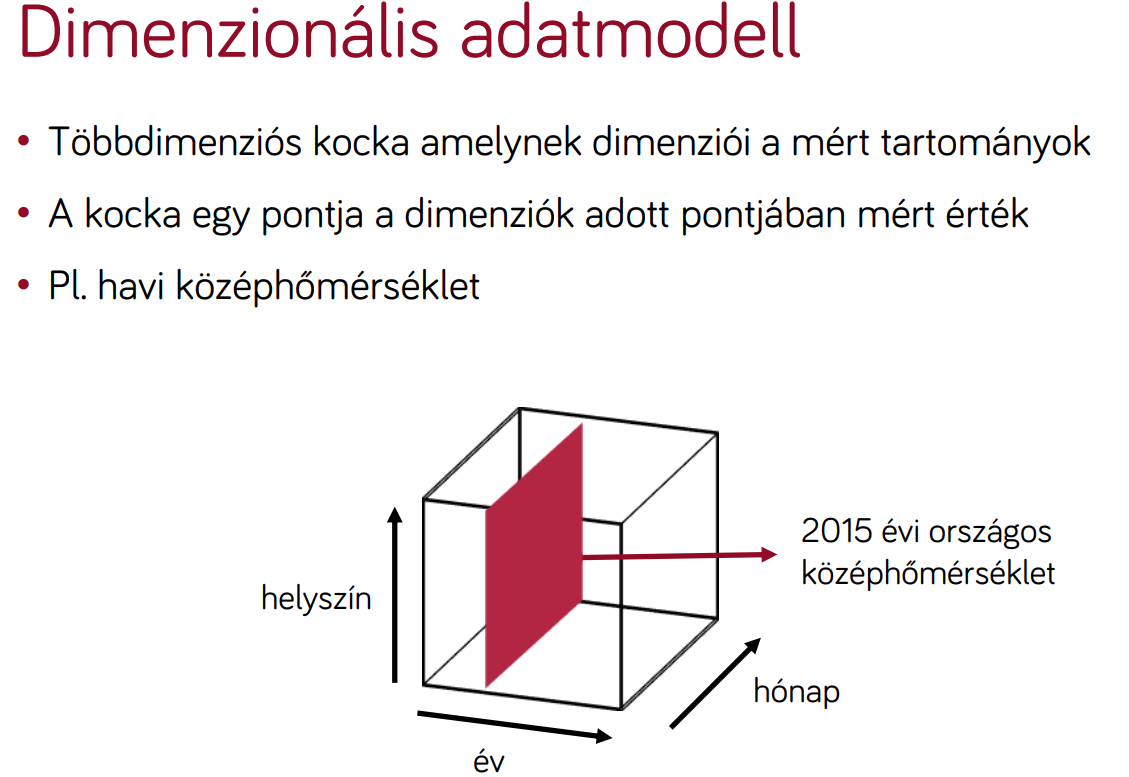 Dimenzionális adatmodell
• Többdimenziós kocka amelynek dimenziói a mért tartományok
• A kocka egy pontja a dimenziók adott pontjában mért érték
• Pl. havi középhőmérséklet
2015 évi országos
középhőmérséklet
helyszín
hónap
év